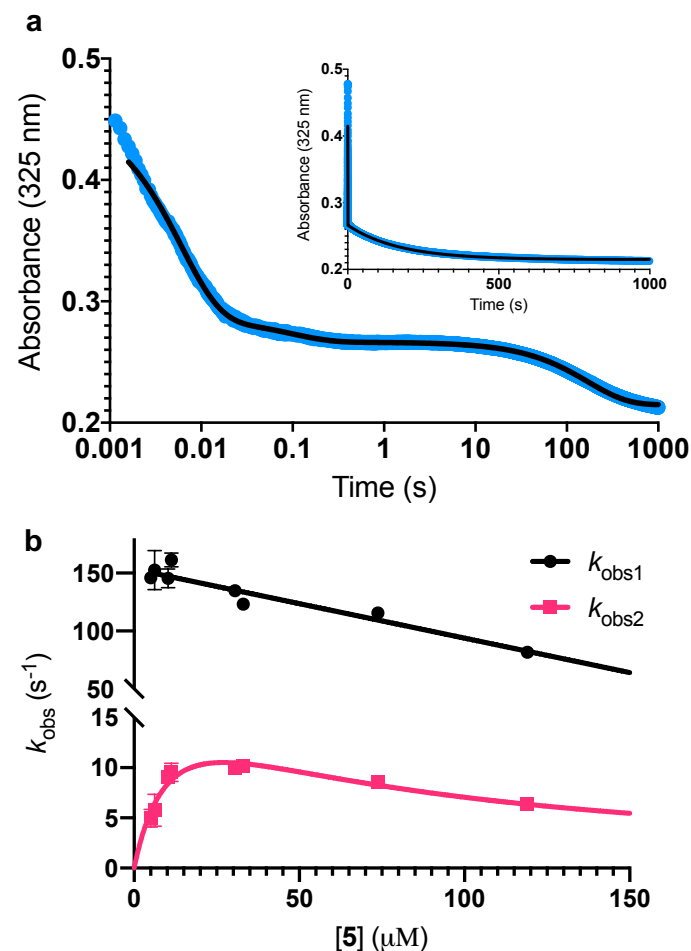 a
Absorbance (325 nm)
0.5
0.4
0.3
0.2
0.001 0.01 0.1 1 10 100 1000
Time (s)
Absorbance (325 nm)
0.5
0.4
0.3
0.2
0 500 1000
Time (s)
b
kobs (s-1)
150
100
50
15
10
5
0
0 50 100 150
[5] (μM)
kobs1
kobs2